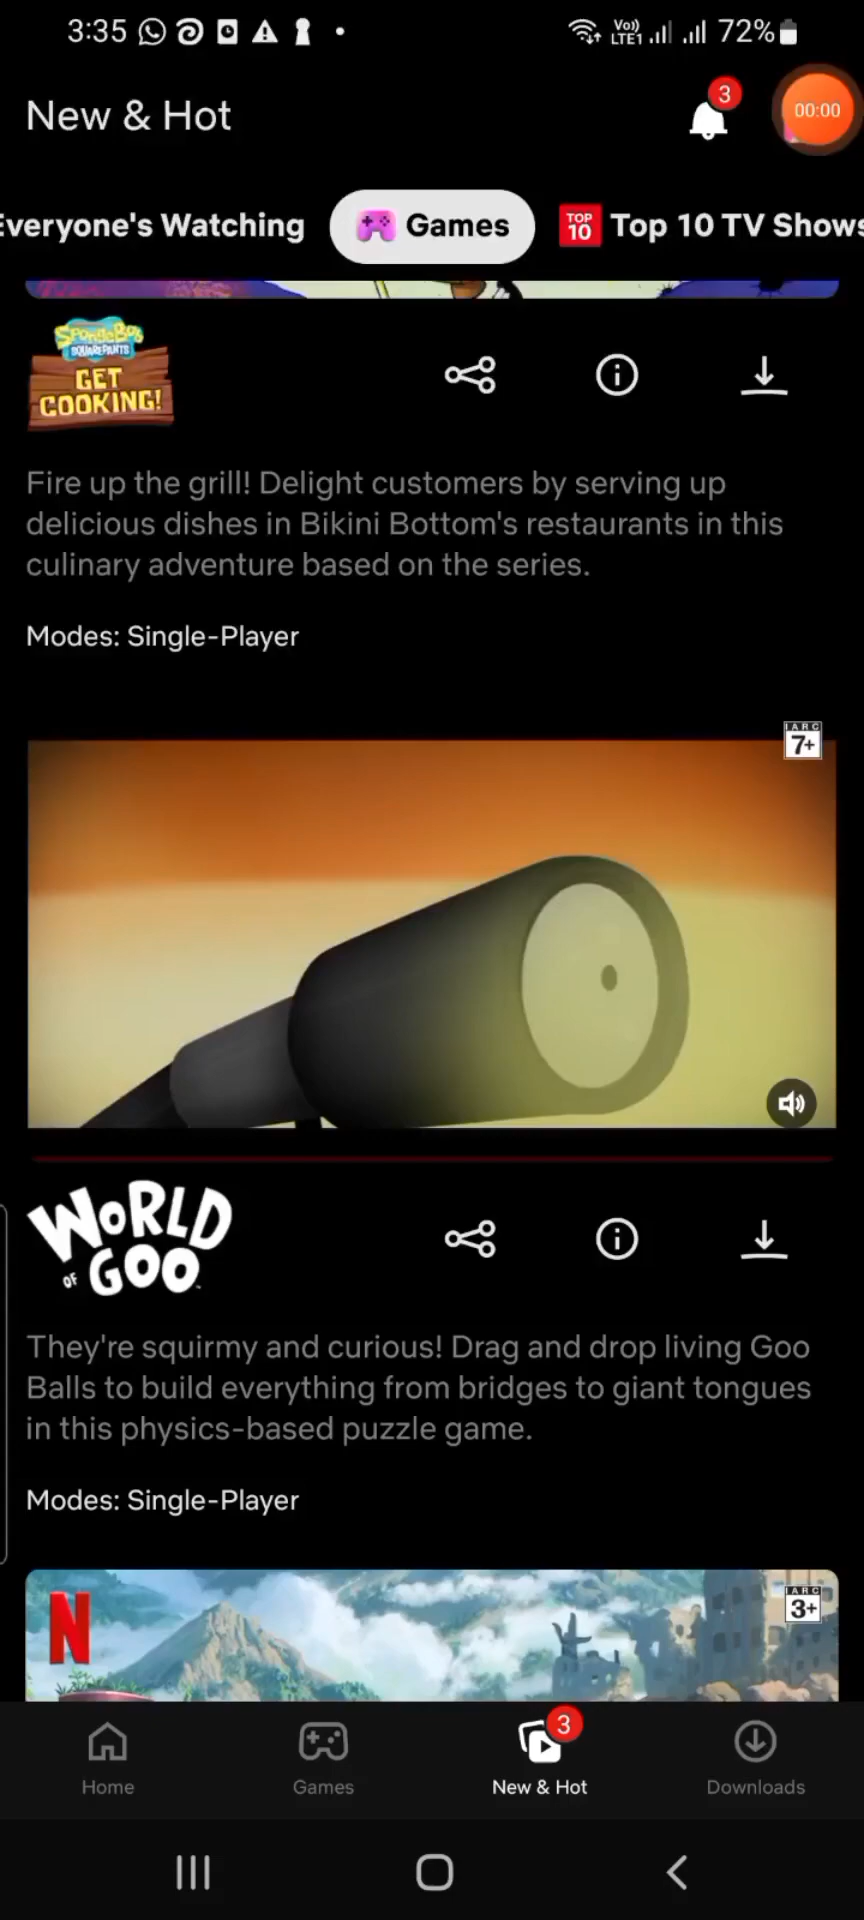 3:35
Vo)) LTE1
72%
New & Hot
3
00:00
Everyone's Watching
Games
TOP 10
Top 10 TV Shows
SpongeBob
SQUAREPANTS
GET
COOKING!
Fire up the grill! Delight customers by serving up
delicious dishes in Bikini Bottom's restaurants in this
culinary adventure based on the series.
Modes: Single-Player
IARC
7+
WORLD
OF GOO
They're squirmy and curious! Drag and drop living Goo
Balls to build everything from bridges to giant tongues
in this physics-based puzzle game.
Modes: Single-Player
N
IARC
3+
3
Home
Games
New & Hot
Downloads